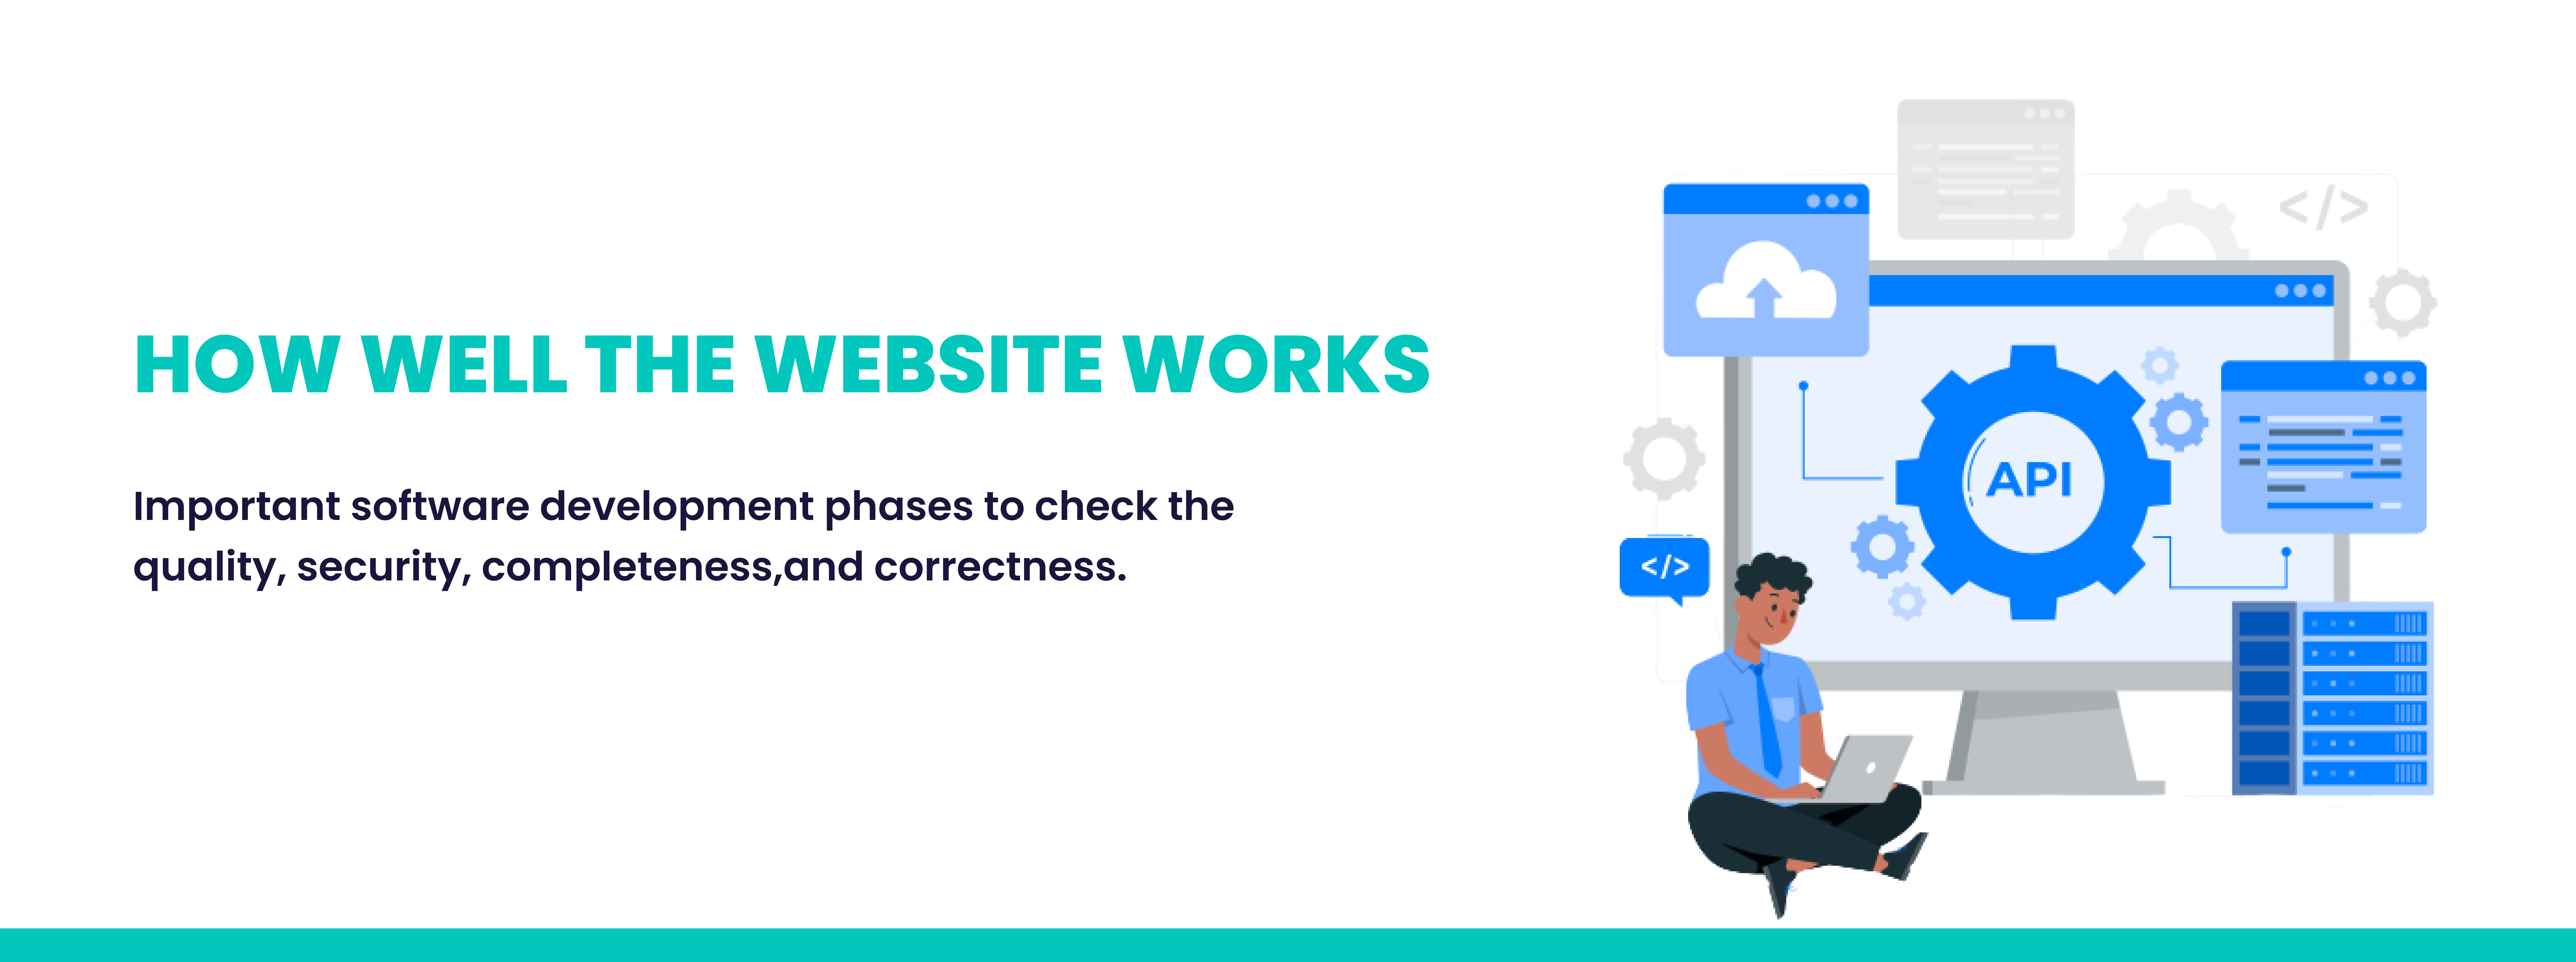 HOW WELL THE WEBSITE WORKS
Important software development phases to check the
quality, security, completeness,and correctness.
</>
API
</>